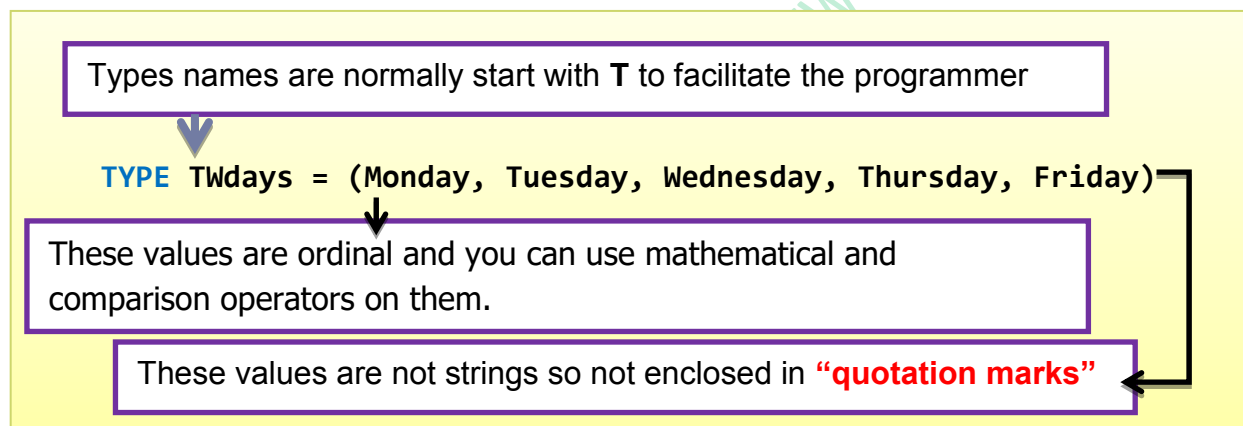 Types names are normally start with T to facilitate the programmer
TYPE TWdays = (Monday, Tuesday, Wednesday, Thursday, Friday)
These values are ordinal and you can use mathematical and
comparison operators on them.
These values are not strings so not enclosed in “quotation marks”